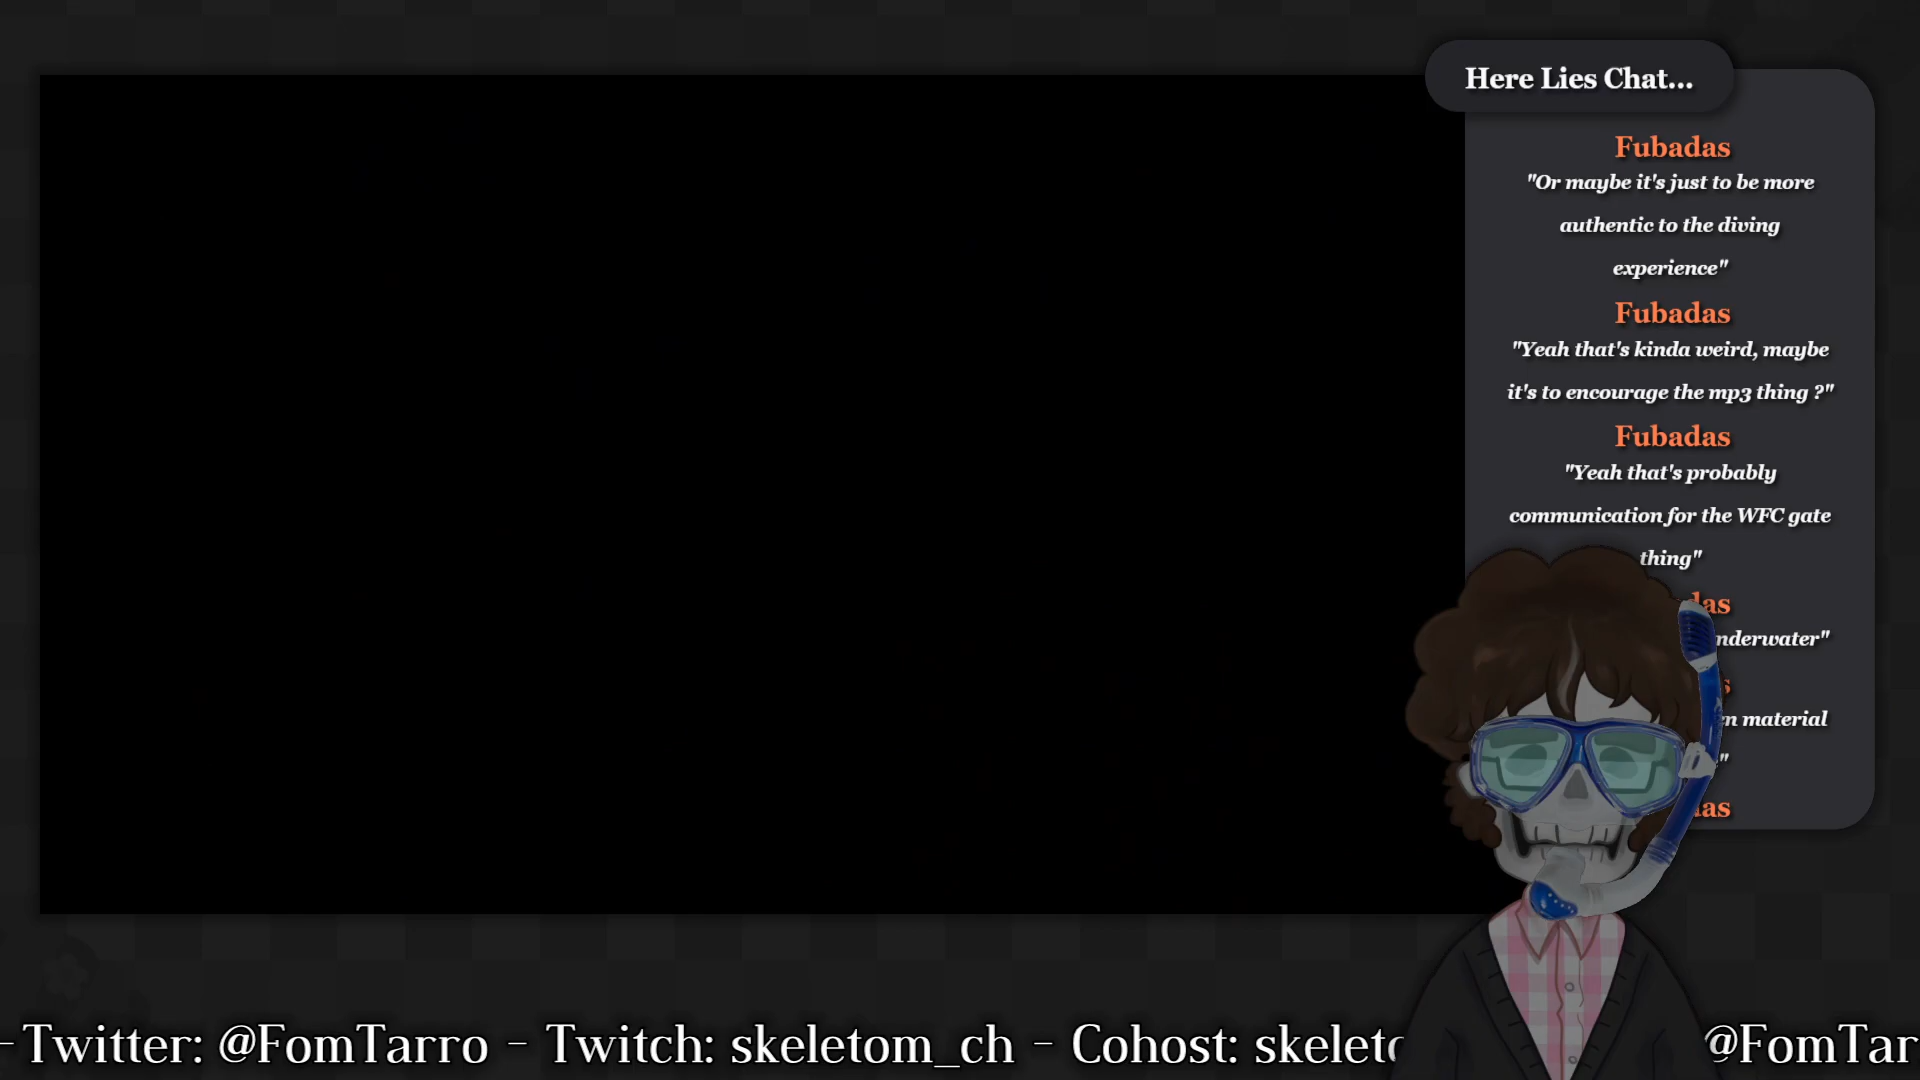 Here Lies Chat...
Fubadas
"Or maybe it's just to be more
authentic to the diving
experience"
Fubadas
"Yeah that's kinda weird, maybe
it's to encourage the mp3 thing ?"
Fubadas
"Yeah that's probably
communication for the WFC gate
thing"
material
- Twitter: @FomTarro - Twitch: skeletom_ch - Cohost: